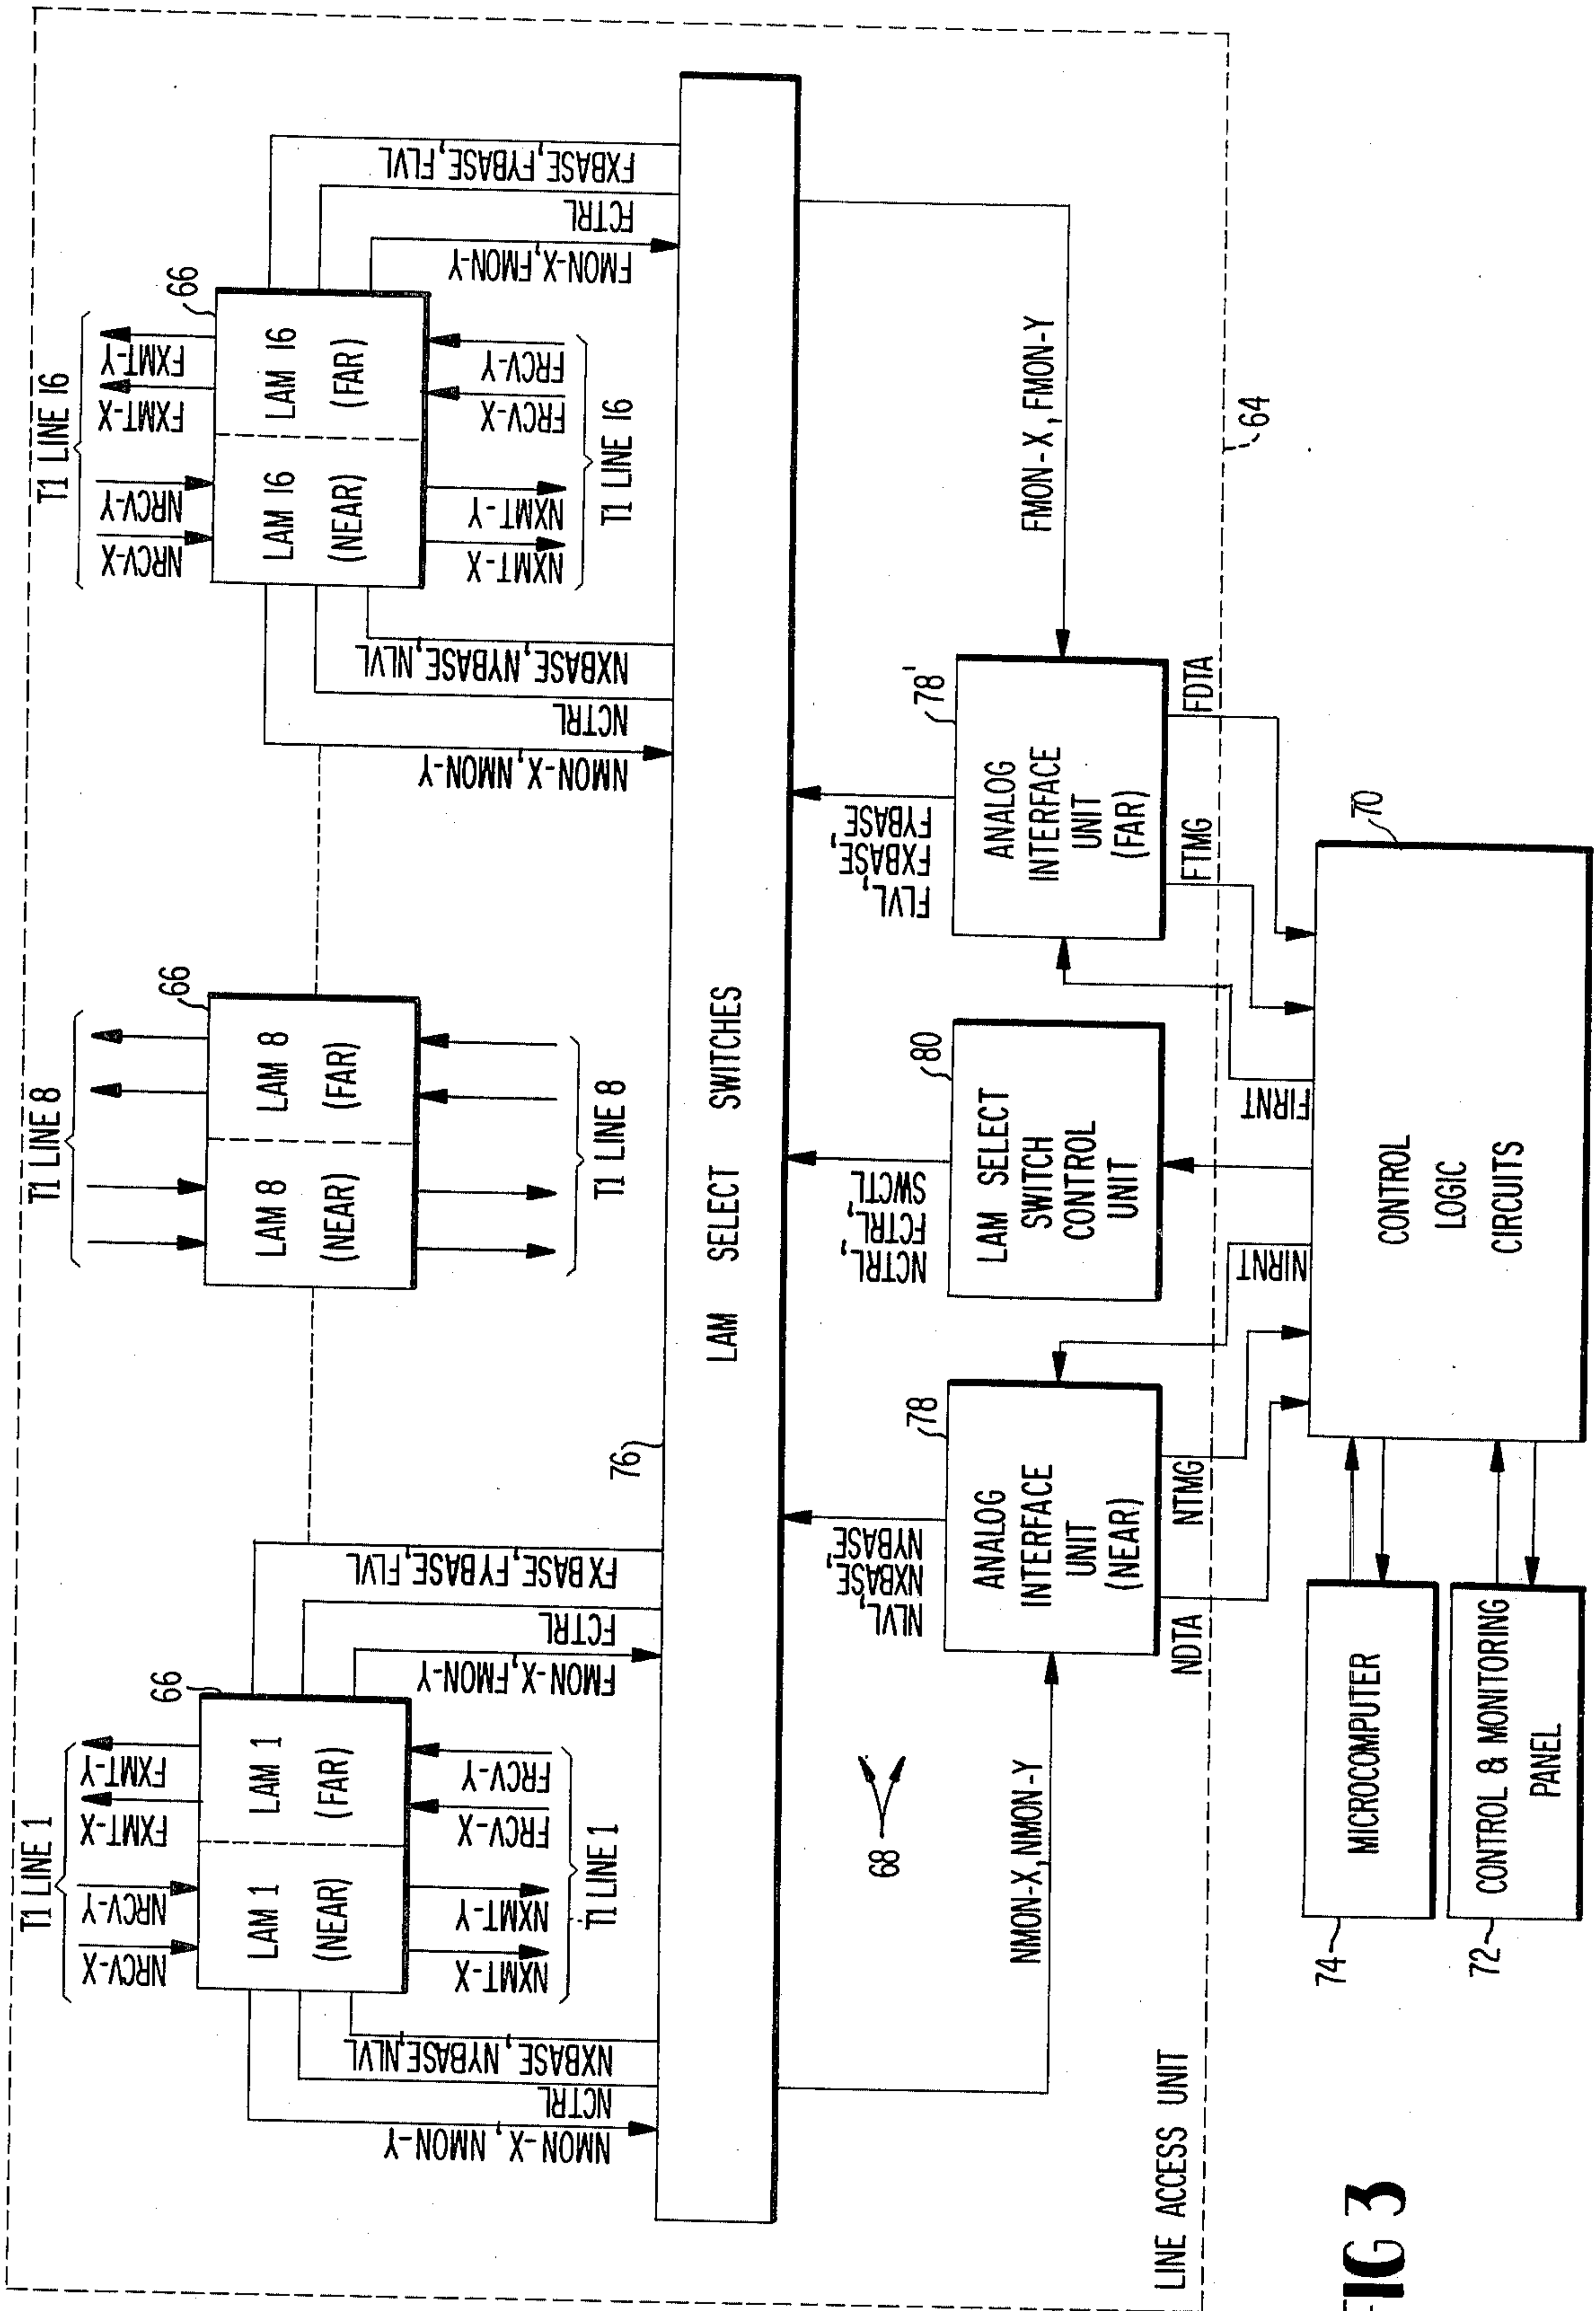 T1 LINE 1
NRCV-X
NRCV-Y
FXMT-X
FXMT-Y
66
LAM 1
(NEAR)
LAM 1
(FAR)
NXMT-X
NXMT-Y
FRCV-X
FRCV-Y
T1 LINE 1
NMON-X, NMON-Y
NCTRL
NXBASE, NYBASE, NLVL
FMON-X, FMON-Y
FCTRL
FXBASE, FYBASE, FLVL
T1 LINE 8
66
LAM 8
(NEAR)
LAM 8
(FAR)
T1 LINE 8
T1 LINE 16
NRCV-X
NRCV-Y
FXMT-X
FXMT-Y
66
LAM 16
(NEAR)
LAM 16
(FAR)
NXMT-X
NXMT-Y
FRCV-X
FRCV-Y
T1 LINE 16
NMON-X, NMON-Y
NCTRL
NXBASE, NYBASE, NLVL
FMON-X, FMON-Y
FCTRL
FXBASE, FYBASE, FLVL
76
LAM SELECT SWITCHES
68
NMON-X, NMON-Y
NLVL,
NXBASE,
NYBASE
78
ANALOG
INTERFACE
UNIT
(NEAR)
NCTRL,
FCTRL,
SWCTL
80
LAM SELECT
SWITCH
CONTROL
UNIT
FLVL,
FXBASE,
FYBASE
78'
ANALOG
INTERFACE
UNIT
(FAR)
FMON-X, FMON-Y
LINE ACCESS UNIT
NDTA
NTMG
NIRNT
FIRNT
FTMG
FDTA
64
74
MICROCOMPUTER
72
CONTROL & MONITORING
PANEL
70
CONTROL
LOGIC
CIRCUITS
FIG 3